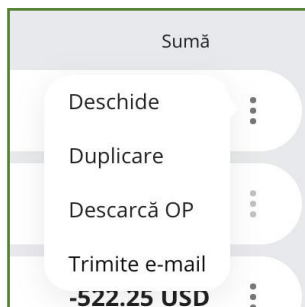 Sumă
Deschide
Duplicare
Descarcă OP
Trimite e-mail
-522.25 USD